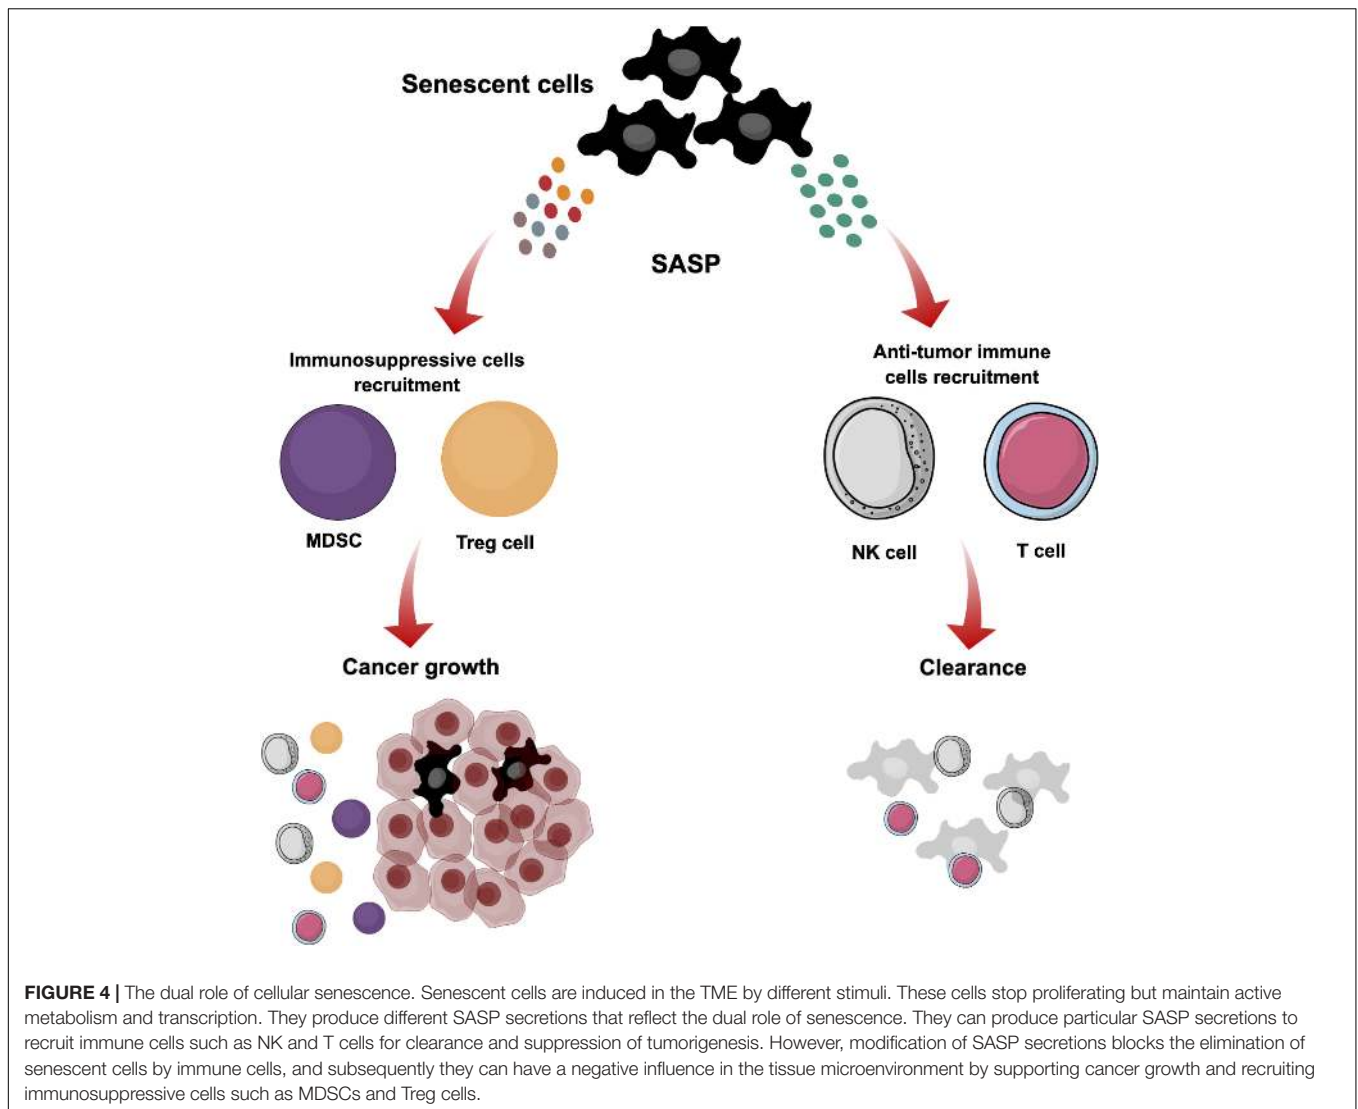 Senescent cells
SASP
Immunosuppressive cells
recruitment
Anti-tumor immune
cells recruitment
MDSC
Treg cell
NK cell
T cell
Cancer growth
Clearance
FIGURE 4 | The dual role of cellular senescence. Senescent cells are induced in the TME by different stimuli. These cells stop proliferating but maintain active
metabolism and transcription. They produce different SASP secretions that reflect the dual role of senescence. They can produce particular SASP secretions to
recruit immune cells such as NK and T cells for clearance and suppression of tumorigenesis. However, modification of SASP secretions blocks the elimination of
senescent cells by immune cells, and subsequently they can have a negative influence in the tissue microenvironment by supporting cancer growth and recruiting
immunosuppressive cells such as MDSCs and Treg cells.